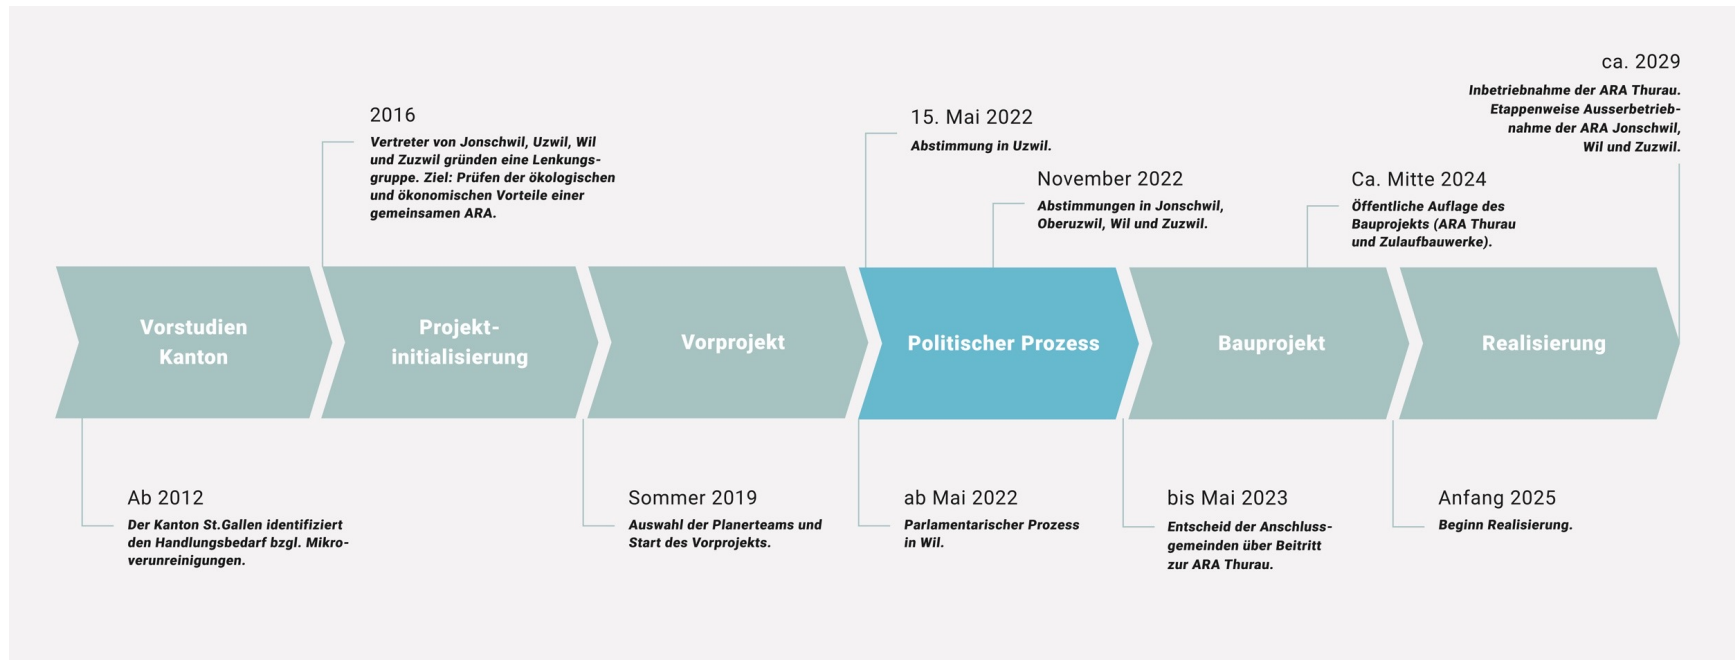 ca. 2029
Inbetriebnahme der ARA Thurau.
Etappenweise Ausserbetrieb-
nahme der ARA Jonschwil,
Wil und Zuzwil.
2016
Vertreter von Jonschwil, Uzwil, Wil
und Zuzwil gründen eine Lenkungs-
gruppe. Ziel: Prüfen der ökologischen
und ökonomischen Vorteile einer
gemeinsamen ARA.
15. Mai 2022
Abstimmung in Uzwil.
November 2022
Abstimmungen in Jonschwil,
Oberuzwil, Wil und Zuzwil.
Ca. Mitte 2024
Öffentliche Auflage des
Bauprojekts (ARA Thurau
und Zulaufbauwerke).
Vorstudien
Kanton
Projekt-
initialisierung
Vorprojekt
Politischer Prozess
Bauprojekt
Realisierung
Ab 2012
Der Kanton St.Gallen identifiziert
den Handlungsbedarf bzgl. Mikro-
verunreinigungen.
Sommer 2019
Auswahl der Planerteams und
Start des Vorprojekts.
ab Mai 2022
Parlamentarischer Prozess
in Wil.
bis Mai 2023
Entscheid der Anschluss-
gemeinden über Beitritt
zur ARA Thurau.
Anfang 2025
Beginn Realisierung.